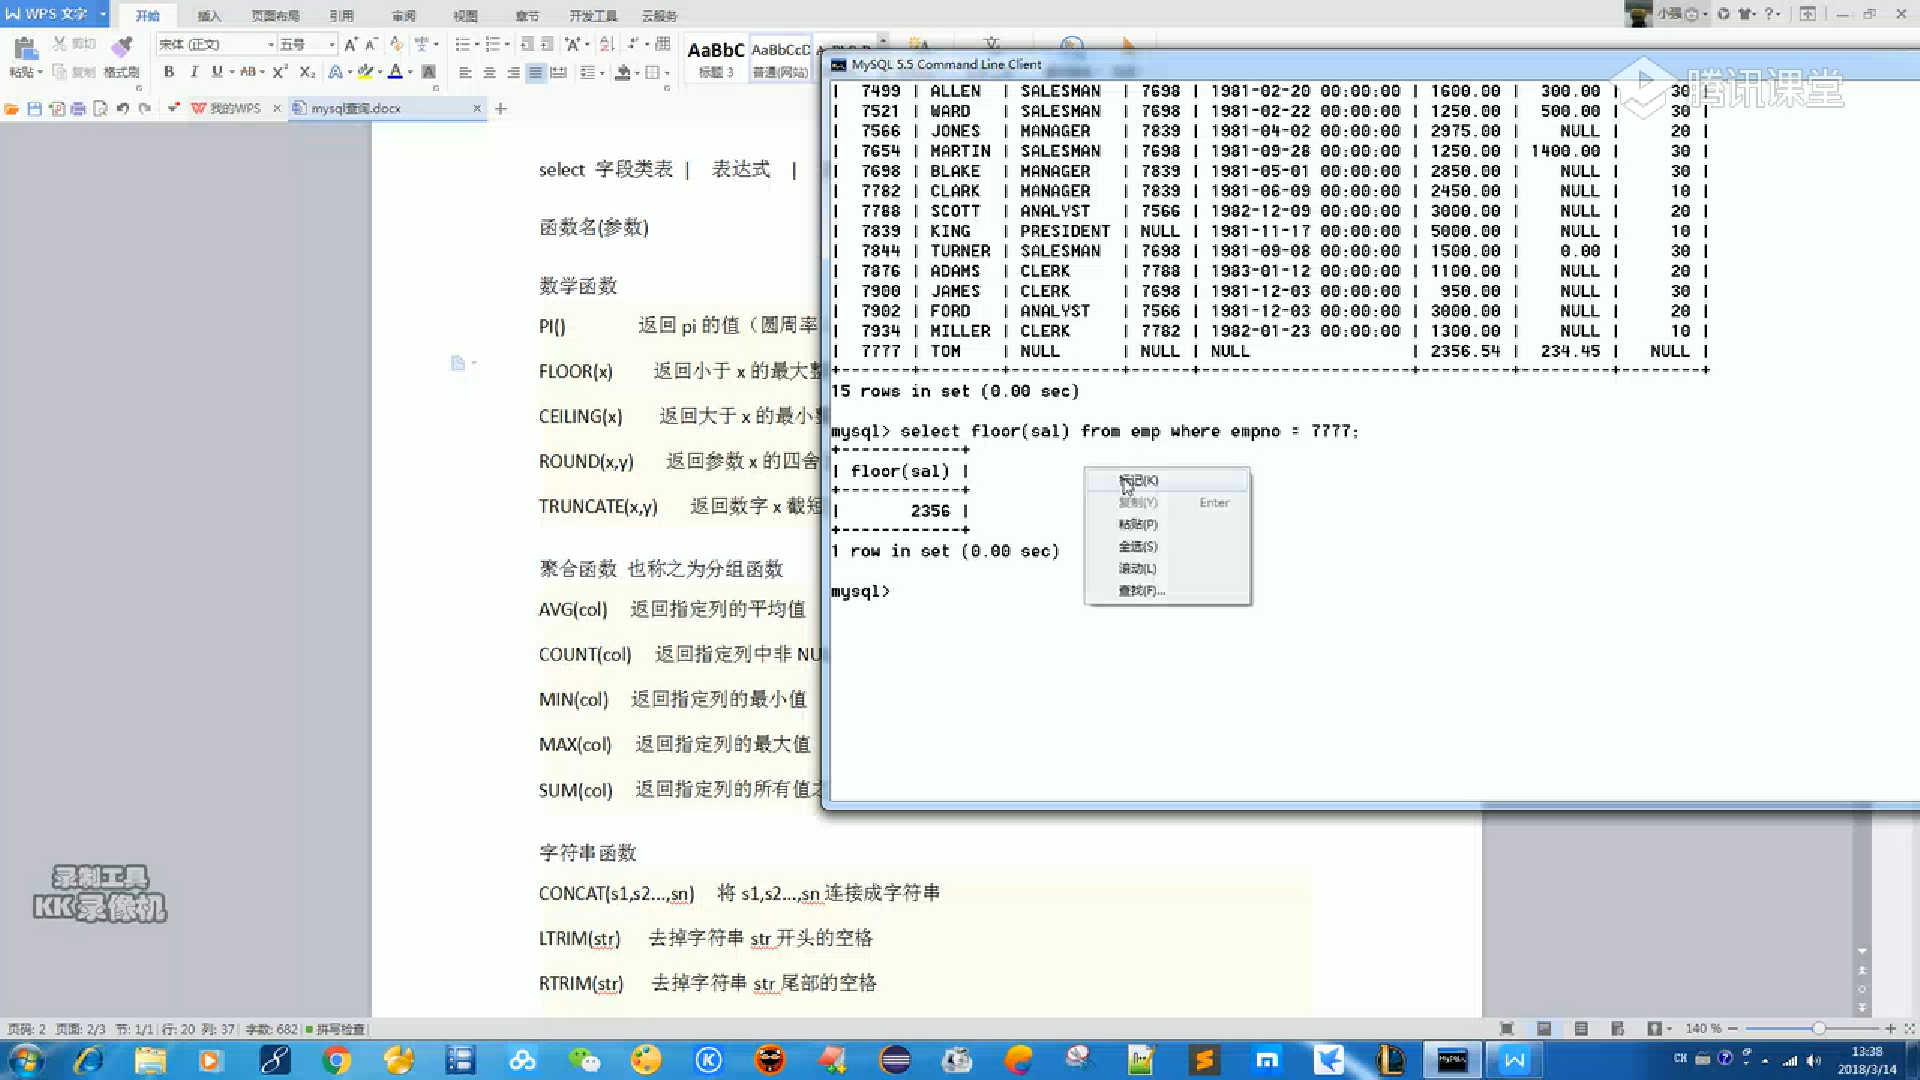 WPS 文字
开始 插入 页面布局 引用 审阅 视图 章节 开发工具 云服务
小强
粘贴 剪切 复制 格式刷
宋体 (正文) 五号
AaBbC AaBbCcD
标题 3 普通(网站)
我的WPS mysql查询.docx
select 字段类表 | 表达式 |
函数名(参数)
数学函数
PI() 返回 pi 的值（圆周率
FLOOR(x) 返回小于 x 的最大整
CEILING(x) 返回大于 x 的最小
ROUND(x,y) 返回参数 x 的四舍
TRUNCATE(x,y) 返回数字 x 截短
聚合函数 也称之为分组函数
AVG(col) 返回指定列的平均值
COUNT(col) 返回指定列中非 NU
MIN(col) 返回指定列的最小值
MAX(col) 返回指定列的最大值
SUM(col) 返回指定列的所有值之
字符串函数
CONCAT(s1,s2...,sn) 将 s1,s2...,sn 连接成字符串
LTRIM(str) 去掉字符串 str 开头的空格
RTRIM(str) 去掉字符串 str 尾部的空格
MySQL 5.5 Command Line Client
腾讯课堂
| 7499 | ALLEN | SALESMAN | 7698 | 1981-02-20 00:00:00 | 1600.00 | 300.00 | 30 |
| 7521 | WARD | SALESMAN | 7698 | 1981-02-22 00:00:00 | 1250.00 | 500.00 | 30 |
| 7566 | JONES | MANAGER | 7839 | 1981-04-02 00:00:00 | 2975.00 | NULL | 20 |
| 7654 | MARTIN | SALESMAN | 7698 | 1981-09-28 00:00:00 | 1250.00 | 1400.00 | 30 |
| 7698 | BLAKE | MANAGER | 7839 | 1981-05-01 00:00:00 | 2850.00 | NULL | 30 |
| 7782 | CLARK | MANAGER | 7839 | 1981-06-09 00:00:00 | 2450.00 | NULL | 10 |
| 7788 | SCOTT | ANALYST | 7566 | 1982-12-09 00:00:00 | 3000.00 | NULL | 20 |
| 7839 | KING | PRESIDENT | NULL | 1981-11-17 00:00:00 | 5000.00 | NULL | 10 |
| 7844 | TURNER | SALESMAN | 7698 | 1981-09-08 00:00:00 | 1500.00 | 0.00 | 30 |
| 7876 | ADAMS | CLERK | 7788 | 1983-01-12 00:00:00 | 1100.00 | NULL | 20 |
| 7900 | JAMES | CLERK | 7698 | 1981-12-03 00:00:00 | 950.00 | NULL | 30 |
| 7902 | FORD | ANALYST | 7566 | 1981-12-03 00:00:00 | 3000.00 | NULL | 20 |
| 7934 | MILLER | CLERK | 7782 | 1982-01-23 00:00:00 | 1300.00 | NULL | 10 |
| 7777 | TOM | NULL | NULL | NULL | 2356.54 | 234.45 | NULL |
15 rows in set (0.00 sec)
mysql> select floor(sal) from emp where empno = 7777;
| floor(sal) |
| 2356 |
1 row in set (0.00 sec)
mysql>
标记(K)
复制(Y) Enter
粘贴(P)
全选(S)
滚动(L)
查找(F)...
录制工具
KK录像机
页码: 2 页面: 2/3 节: 1/1 行: 20 列: 37 字数: 682 拼写检查 140 %
CH
13:38
2018/3/14